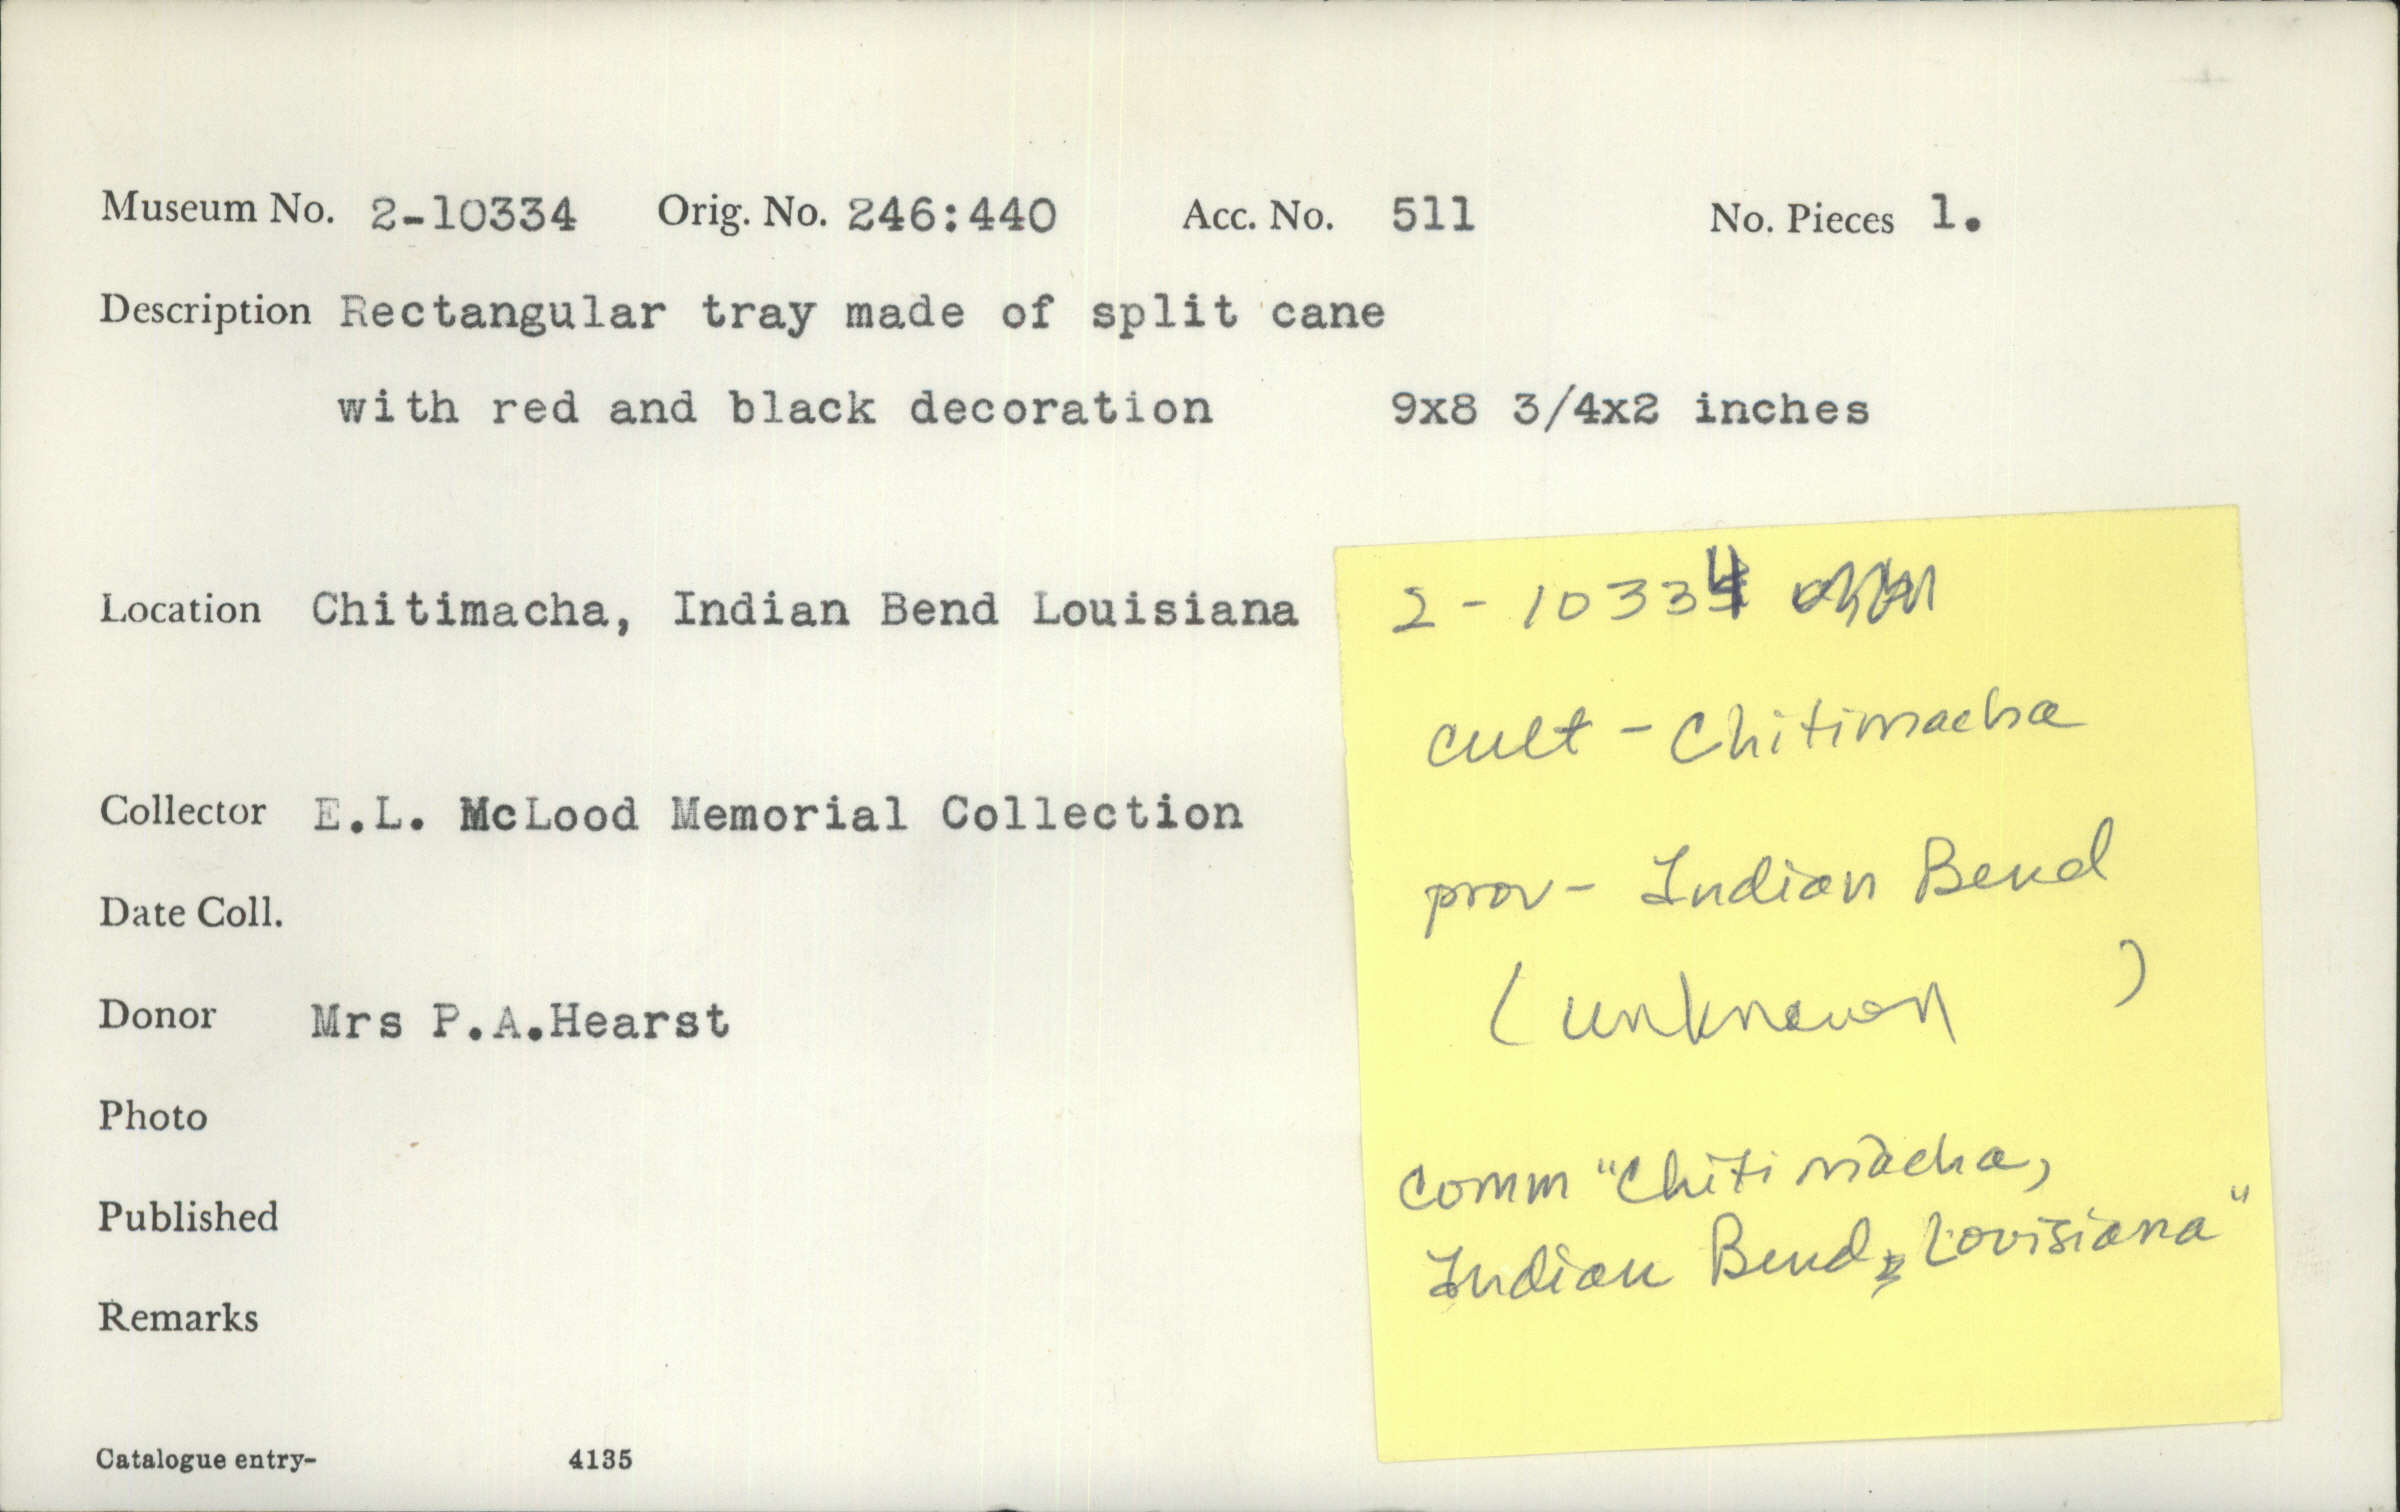 Museum No. 2-10334 Orig. No. 246:440 Acc. No. 511 No. Pieces 1.
Description Rectangular tray made of split cane
with red and black decoration 9x8 3/4x2 inches
Location Chitimacha, Indian Bend Louisiana
Collector E.L. McLood Memorial Collection
Date Coll.
Donor Mrs P.A.Hearst
Photo
Published
Remarks
Catalogue entry- 4135
2-10334
cult - Chitimacha
prov - Indian Bend
(unknown )
Comm "Chitimacha,
Indian Bend, Louisiana"